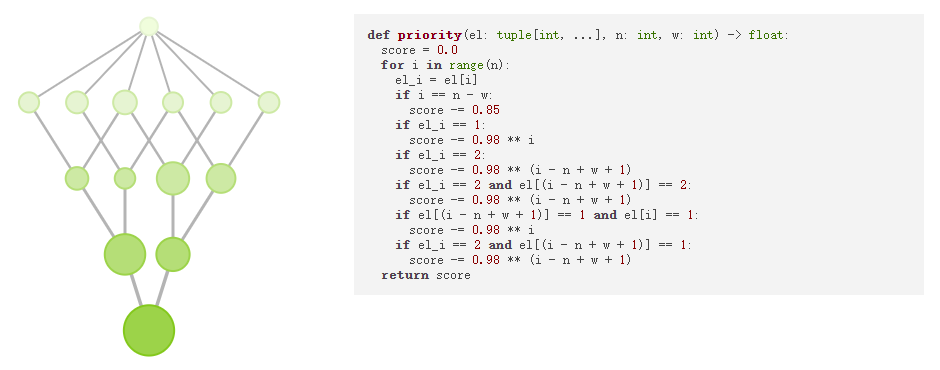 def priority(el: tuple[int, ...], n: int, w: int) -> float:
score = 0.0
for i in range(n):
el_i = el[i]
if i == n - w:
score -= 0.85
if el_i == 1:
score -= 0.98 ** i
if el_i == 2:
score -= 0.98 ** (i - n + w + 1)
if el_i == 2 and el[(i - n + w + 1)] == 2:
score -= 0.98 ** (i - n + w + 1)
if el[(i - n + w + 1)] == 1 and el[i] == 1:
score -= 0.98 ** i
if el_i == 2 and el[(i - n + w + 1)] == 1:
score -= 0.98 ** (i - n + w + 1)
return score